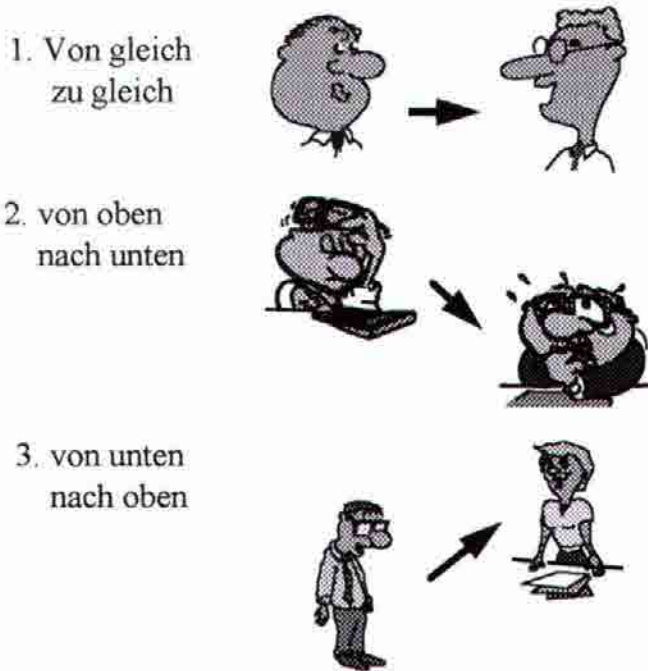 1. Von gleich
zu gleich
2. von oben
nach unten
3. von unten
nach oben